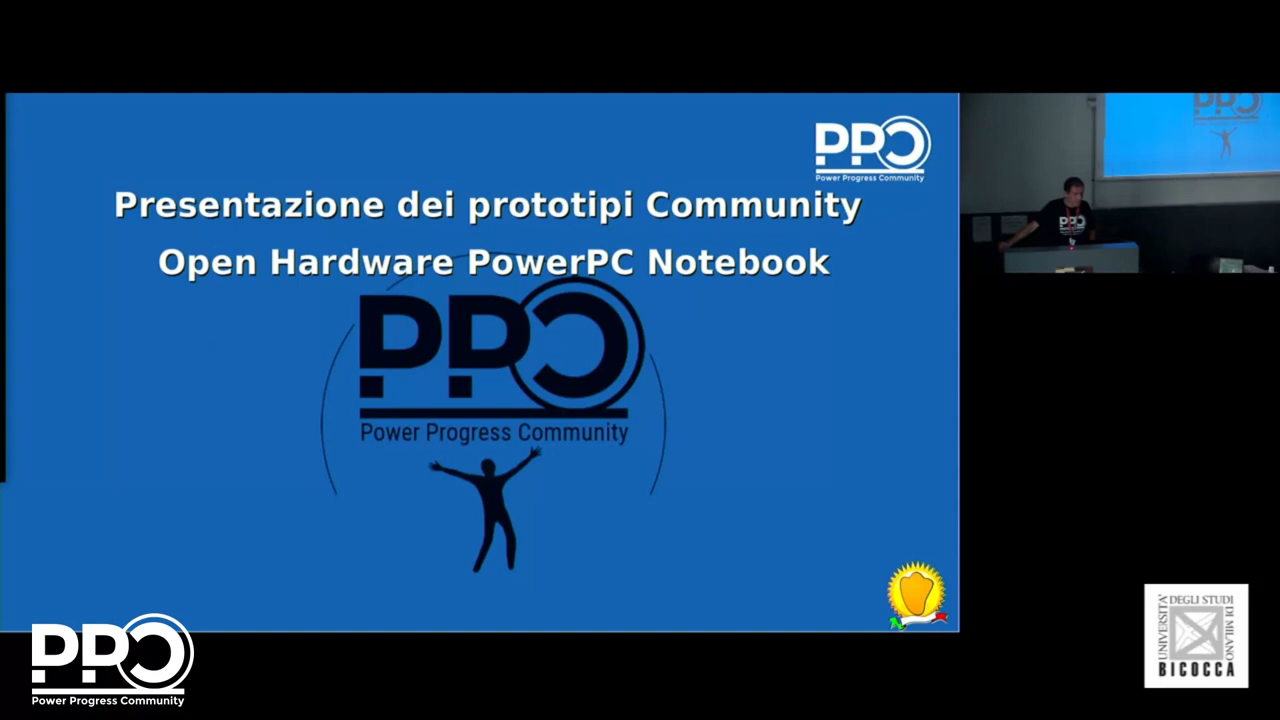 PPC
Power Progress Community
Presentazione dei prototipi Community
Open Hardware PowerPC Notebook
PPC
Power Progress Community
PPC
PPC
Power Progress Community
UNIVERSITÀ
DEGLI STUDI
DI MILANO
BICOCCA